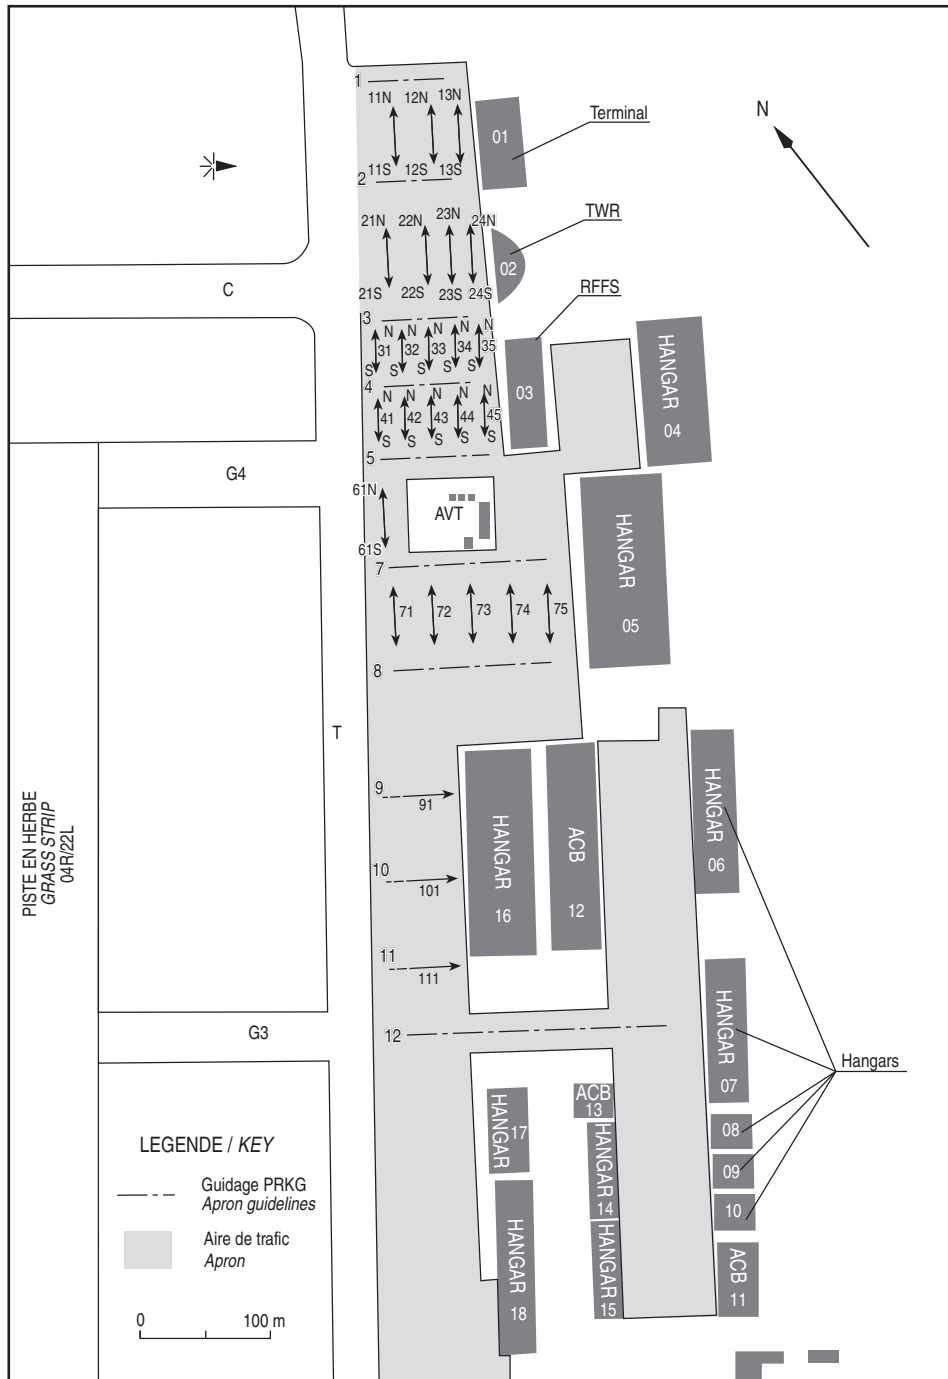 1
11N 12N 13N
01
Terminal
N
11S 12S 13S
2
21N 22N 23N 24N
TWR
02
C
21S 22S 23S 24S
RFFS
3
N N N N N
31 32 33 34 35
S S S S S
HANGAR 04
03
4
N N N N N
41 42 43 44 45
S S S S S
5
G4
61N
AVT
61S
HANGAR 05
7
71 72 73 74 75
8
T
9
91
HANGAR 16
ACB 12
HANGAR 06
10
101
11
111
PISTE EN HERBE
GRASS STRIP
04R/22L
HANGAR 07
G3
12
Hangars
HANGAR 17
ACB
13
08
HANGAR 14
09
10
HANGAR 18
HANGAR 15
ACB 11
LEGENDE / KEY
Guidage PRKG
Apron guidelines
Aire de trafic
Apron
0 100 m